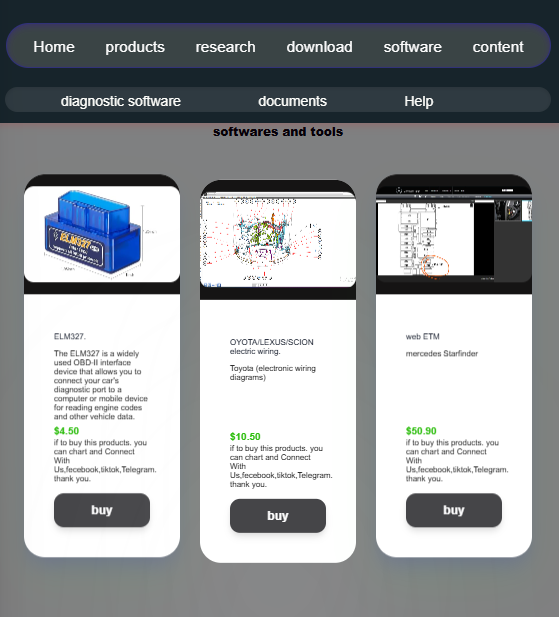 Home products research download software content
diagnostic software documents Help
softwares and tools
ELM327
ELM327.
The ELM327 is a widely
used OBD-II interface
device that allows you to
connect your car's
diagnostic port to a
computer or mobile device
for reading engine codes
and other vehicle data.
$4.50
if to buy this products. you
can chart and Connect
With
Us,fecebook,tiktok,Telegram.
thank you.
buy
OYOTA/LEXUS/SCION
electric wiring.
Toyota (electronic wiring
diagrams)
$10.50
if to buy this products. you
can chart and Connect
With
Us,fecebook,tiktok,Telegram.
thank you.
buy
web ETM
mercedes Starfinder
$50.90
if to buy this products. you
can chart and Connect
With
Us,fecebook,tiktok,Telegram.
thank you.
buy